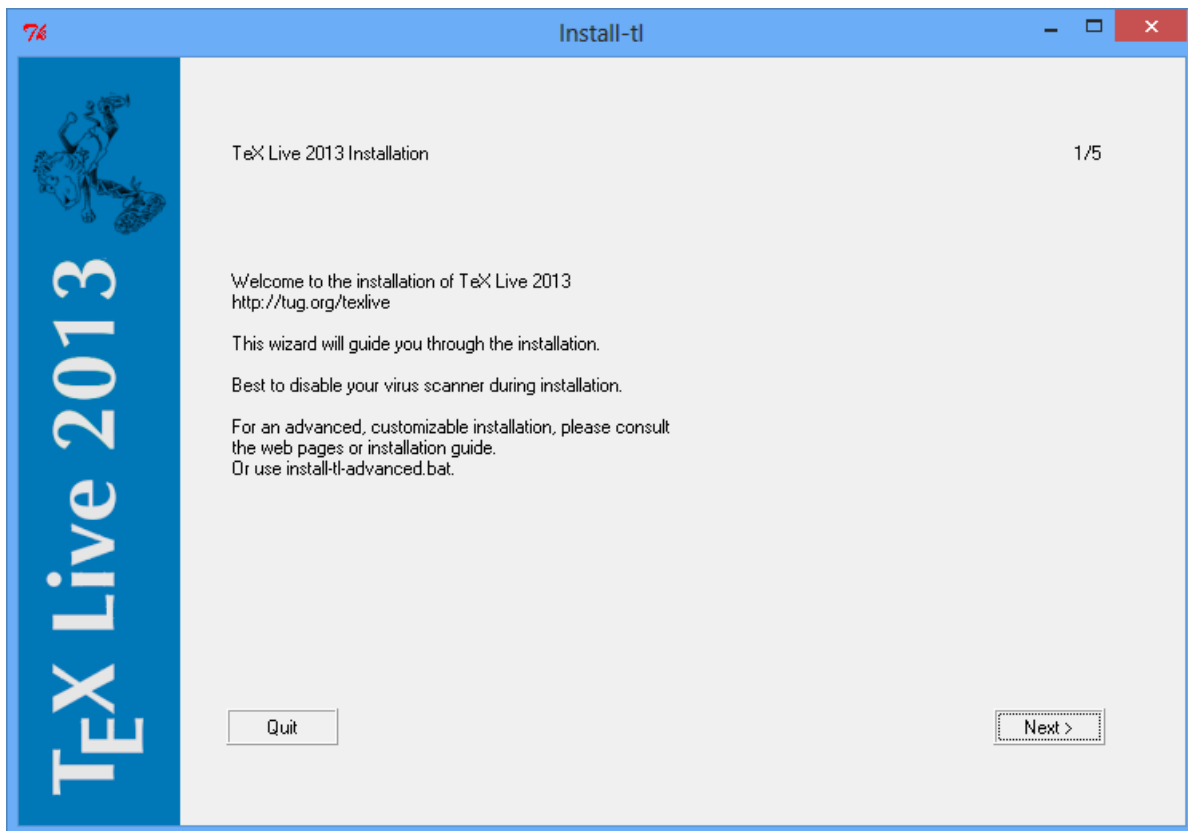 Install-tl
TeX Live 2013
TeX Live 2013 Installation
1/5
Welcome to the installation of TeX Live 2013
http://tug.org/texlive
This wizard will guide you through the installation.
Best to disable your virus scanner during installation.
For an advanced, customizable installation, please consult
the web pages or installation guide.
Or use install-tl-advanced.bat.
Quit
Next >